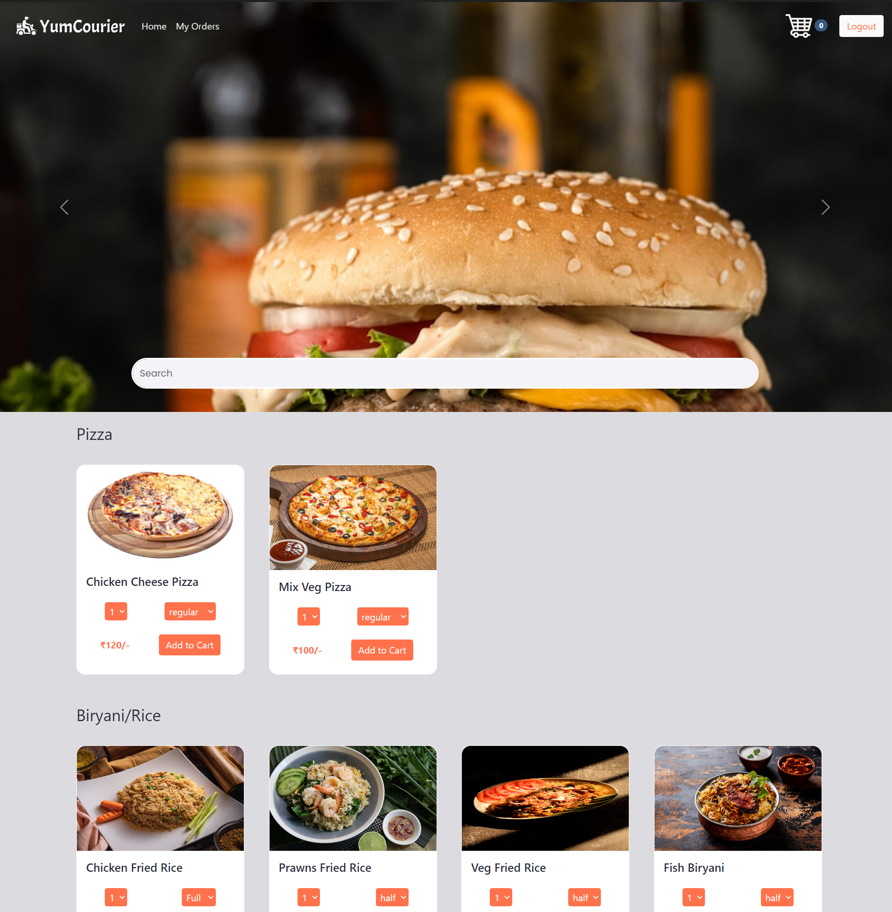 YumCourier Home My Orders 0 Logout
Search
Pizza
Chicken Cheese Pizza
1 regular
₹120/- Add to Cart
Mix Veg Pizza
1 regular
₹100/- Add to Cart
Biryani/Rice
Chicken Fried Rice
1 Full
Prawns Fried Rice
1 half
Veg Fried Rice
1 half
Fish Biryani
1 half